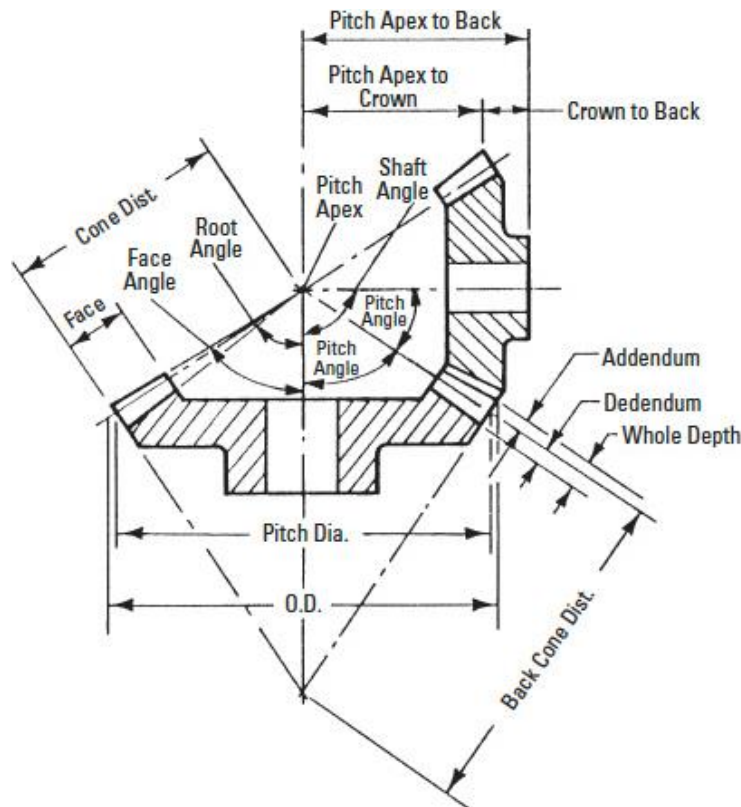 Pitch Apex to Back
Pitch Apex to
Crown
Crown to Back
Cone Dist
Shaft
Angle
Pitch
Apex
Root
Angle
Face
Angle
Face
Pitch
Angle
Pitch
Angle
Addendum
Dedendum
Whole Depth
Pitch Dia.
O.D.
Back Cone Dist.